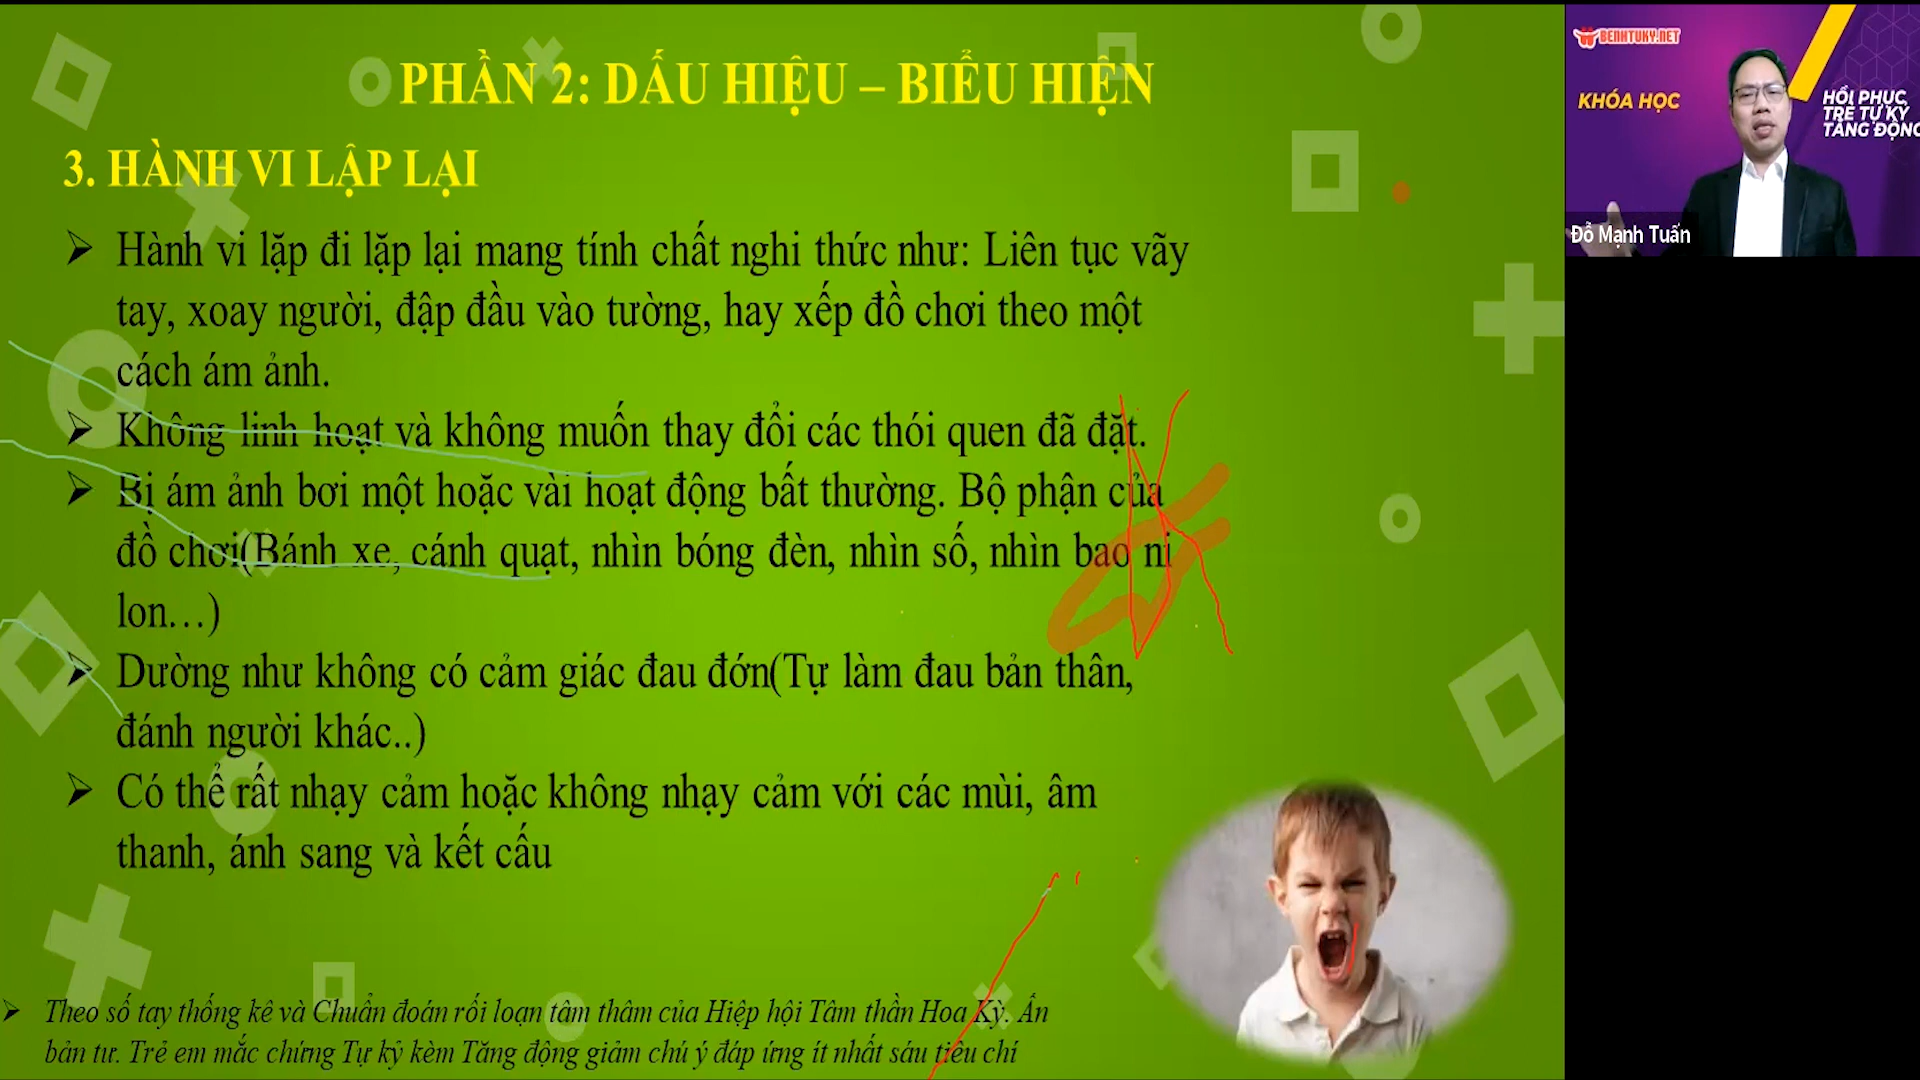 PHẦN 2: DẤU HIỆU – BIỂU HIỆN
3. HÀNH VI LẬP LẠI
➢ Hành vi lặp đi lặp lại mang tính chất nghi thức như: Liên tục vãy
tay, xoay người, đập đầu vào tường, hay xếp đồ chơi theo một
cách ám ảnh.
➢ Không linh hoạt và không muốn thay đổi các thói quen đã đặt.
➢ Bị ám ảnh bơi một hoặc vài hoạt động bất thường. Bộ phận của
đồ chơi(Bánh xe, cánh quạt, nhìn bóng đèn, nhìn số, nhìn bao ni
lon…)
➢ Dường như không có cảm giác đau đớn(Tự làm đau bản thân,
đánh người khác..)
➢ Có thể rất nhạy cảm hoặc không nhạy cảm với các mùi, âm
thanh, ánh sang và kết cấu
➢ Theo số tay thống kê và Chuẩn đoán rối loạn tâm thâm của Hiệp hội Tâm thần Hoa Kỳ. Ấn
bản tư. Trẻ em mắc chứng Tự kỷ kèm Tăng động giảm chú ý đáp ứng ít nhất sáu tiêu chí
BENHTUKY.NET
KHÓA HỌC
HỒI PHỤC
TRẺ TỰ KỶ
TĂNG ĐỘNG
Đỗ Mạnh Tuấn